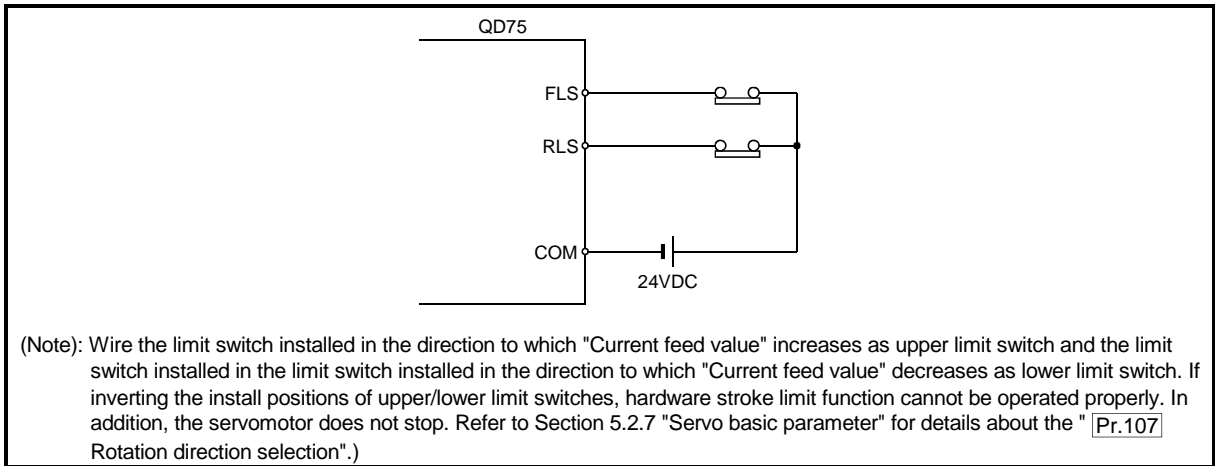 QD75
FLS
RLS
COM
24VDC
(Note): Wire the limit switch installed in the direction to which "Current feed value" increases as upper limit switch and the limit
switch installed in the limit switch installed in the direction to which "Current feed value" decreases as lower limit switch. If
inverting the install positions of upper/lower limit switches, hardware stroke limit function cannot be operated properly. In
addition, the servomotor does not stop. Refer to Section 5.2.7 "Servo basic parameter" for details about the " Pr.107
Rotation direction selection".)